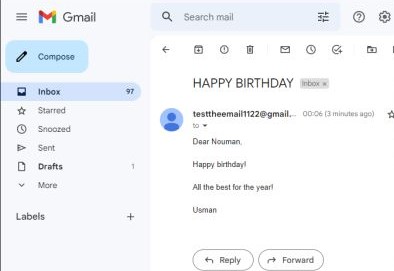 Gmail
Search mail
Compose
Inbox 97
Starred
Snoozed
Sent
Drafts 1
More
Labels
HAPPY BIRTHDAY Inbox x
testtheemail1122@gmail,.. 00:06 (3 minutes ago)
to
Dear Nouman,
Happy birthday!
All the best for the year!
Usman
Reply Forward